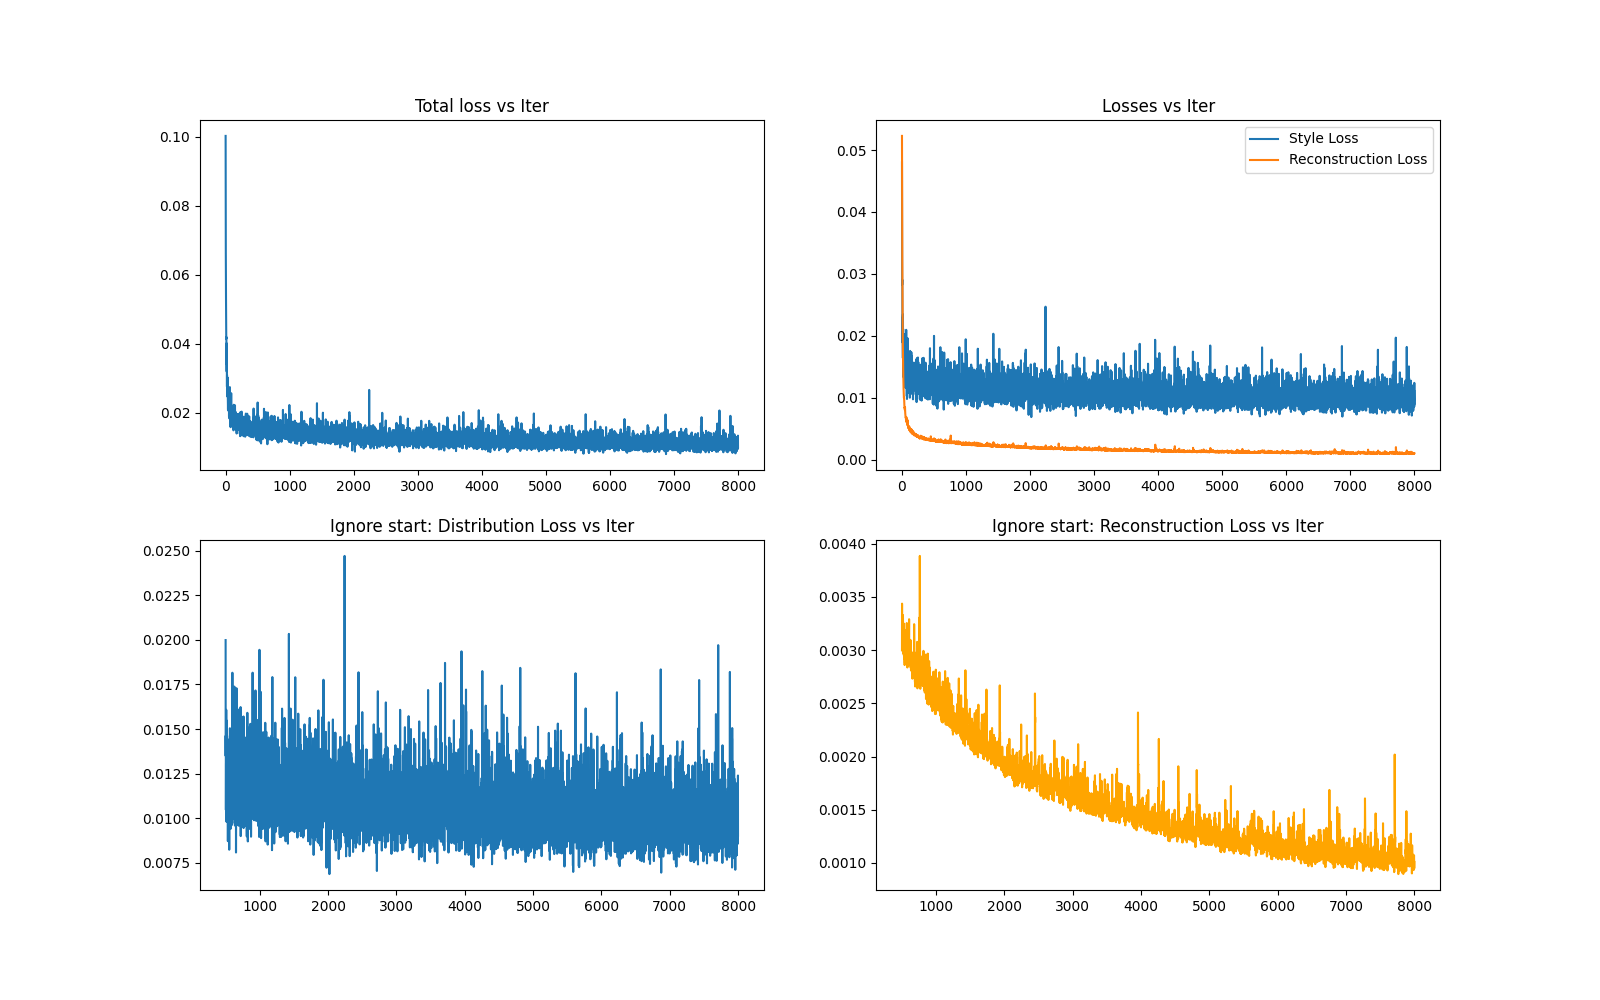 Total loss vs Iter
0.10
0.08
0.06
0.04
0.02
0 1000 2000 3000 4000 5000 6000 7000 8000
Losses vs Iter
Style Loss
Reconstruction Loss
0.05
0.04
0.03
0.02
0.01
0.00
0 1000 2000 3000 4000 5000 6000 7000 8000
Ignore start: Distribution Loss vs Iter
0.0250
0.0225
0.0200
0.0175
0.0150
0.0125
0.0100
0.0075
1000 2000 3000 4000 5000 6000 7000 8000
Ignore start: Reconstruction Loss vs Iter
0.0040
0.0035
0.0030
0.0025
0.0020
0.0015
0.0010
1000 2000 3000 4000 5000 6000 7000 8000